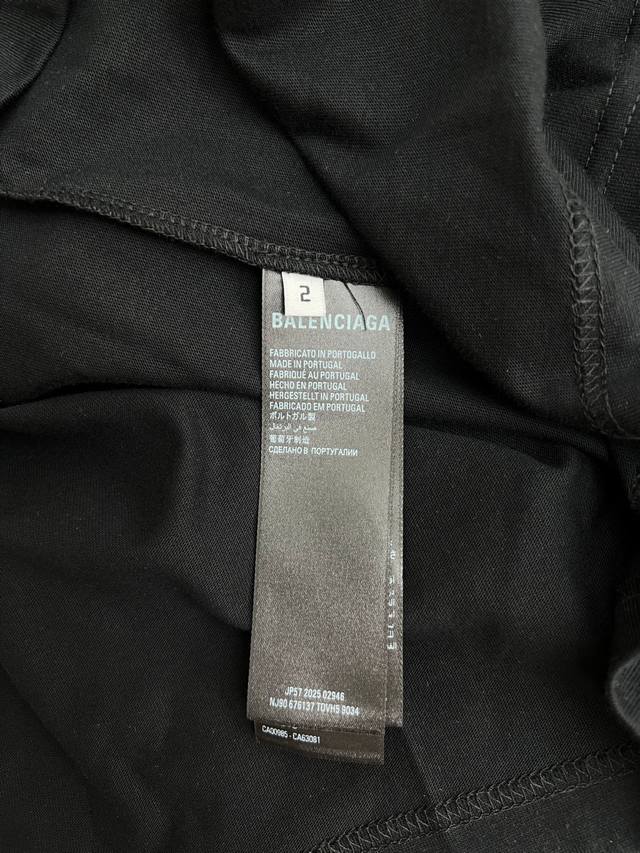 2
BALENCIAGA
FABBRICATO IN PORTOGALLO
MADE IN PORTUGAL
FABRIQUÉ AU PORTUGAL
HECHO EN PORTUGAL
HERGESTELLT IN PORTUGAL
FABRICADO EM PORTUGAL
ポルトガル製
صنع في البرتغال
葡萄牙制造
СДЕЛАНО В ПОРТУГАЛИИ
JP57 2025 02946
NJ90 676137 TOVH5 9034
CA00985 - CA63081